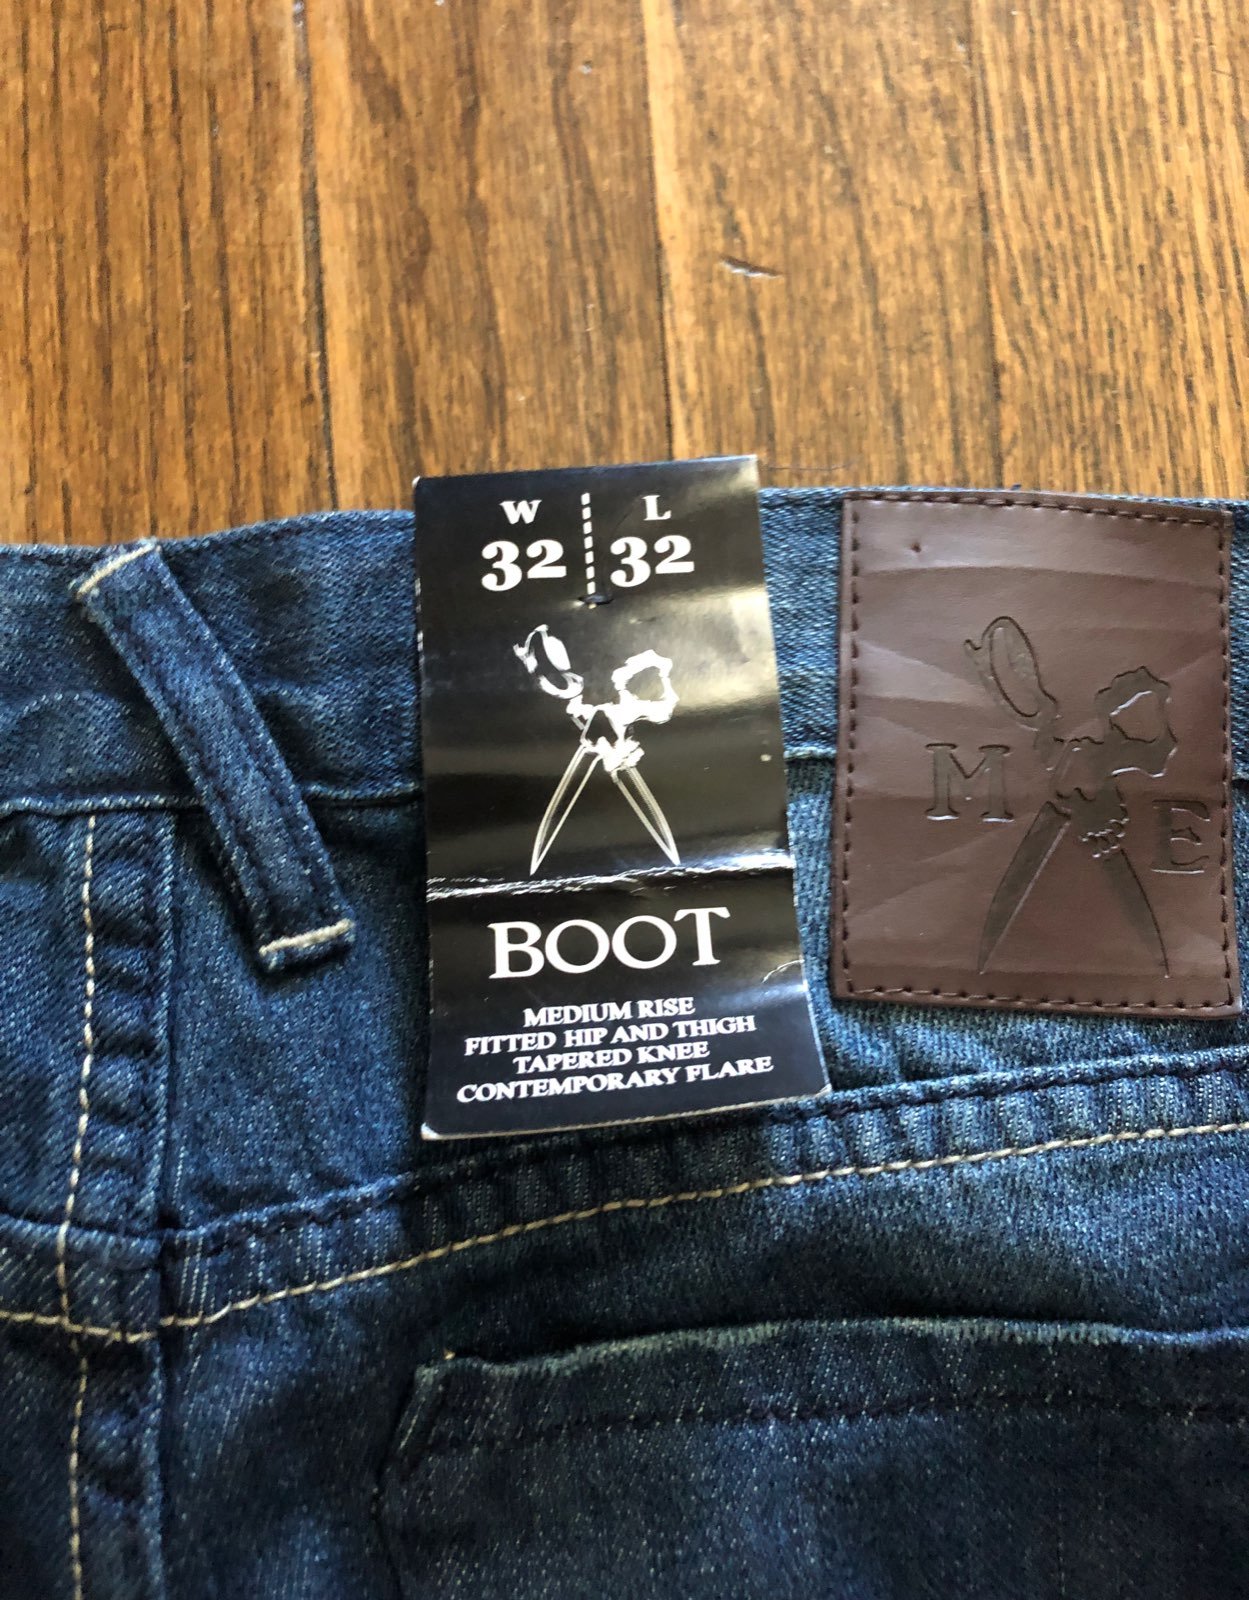 W L
32 32
BOOT
MEDIUM RISE
FITTED HIP AND THIGH
TAPERED KNEE
CONTEMPORARY FLARE
M E